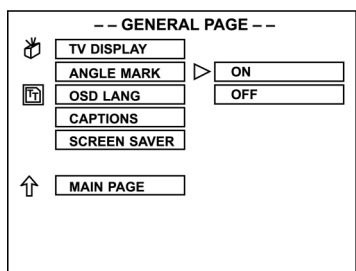 -- GENERAL PAGE --
TV DISPLAY
ANGLE MARK ON
OSD LANG OFF
CAPTIONS
SCREEN SAVER
MAIN PAGE